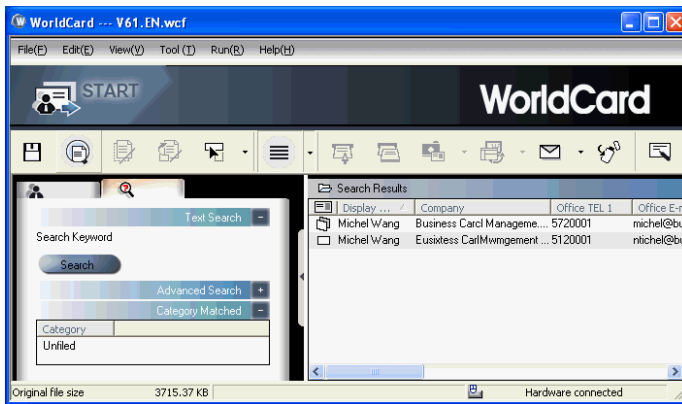 WorldCard --- V61.EN.wcf
File(F) Edit(E) View(V) Tool (T) Run(R) Help(H)
START
WorldCard
Search Results
Text Search
Search Keyword
Search
Advanced Search
Category Matched
Category
Unfiled
Display ... Company Office TEL 1 Office E-r
Michel Wang Business Carcl Manageme.... 5720001 michel@bu
Michel Wang Eusixtess CarlMwmgement ... 5120001 ntichel@bu
Original file size 3715.37 KB Hardware connected